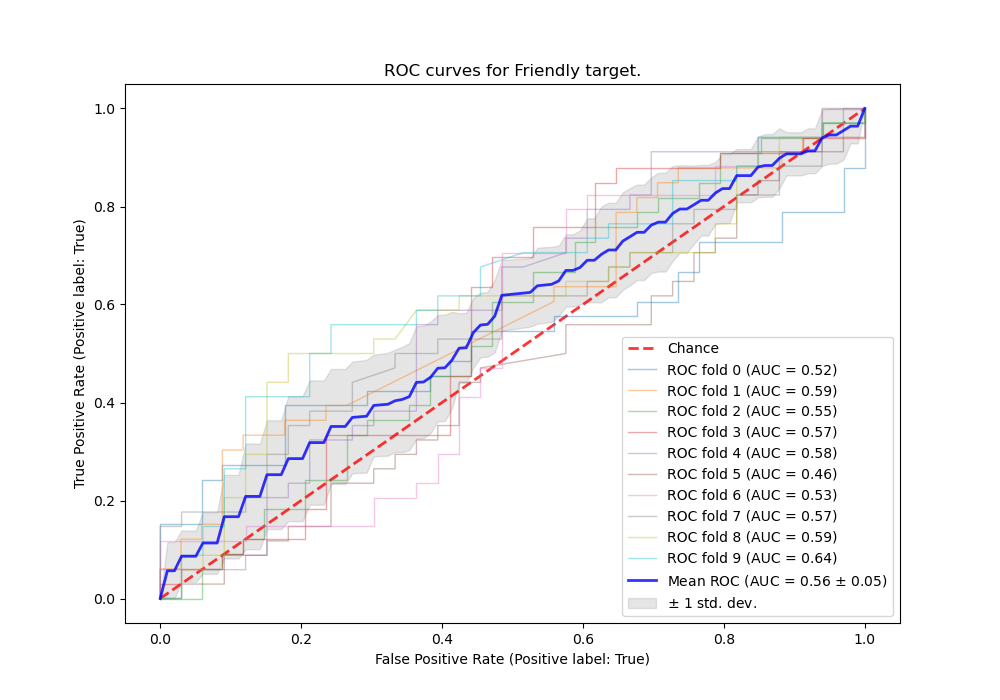 ROC curves for Friendly target.
True Positive Rate (Positive label: True)
1.0
0.8
0.6
0.4
0.2
0.0
0.0 0.2 0.4 0.6 0.8 1.0
False Positive Rate (Positive label: True)
Chance
ROC fold 0 (AUC = 0.52)
ROC fold 1 (AUC = 0.59)
ROC fold 2 (AUC = 0.55)
ROC fold 3 (AUC = 0.57)
ROC fold 4 (AUC = 0.58)
ROC fold 5 (AUC = 0.46)
ROC fold 6 (AUC = 0.53)
ROC fold 7 (AUC = 0.57)
ROC fold 8 (AUC = 0.59)
ROC fold 9 (AUC = 0.64)
Mean ROC (AUC = 0.56 ± 0.05)
± 1 std. dev.